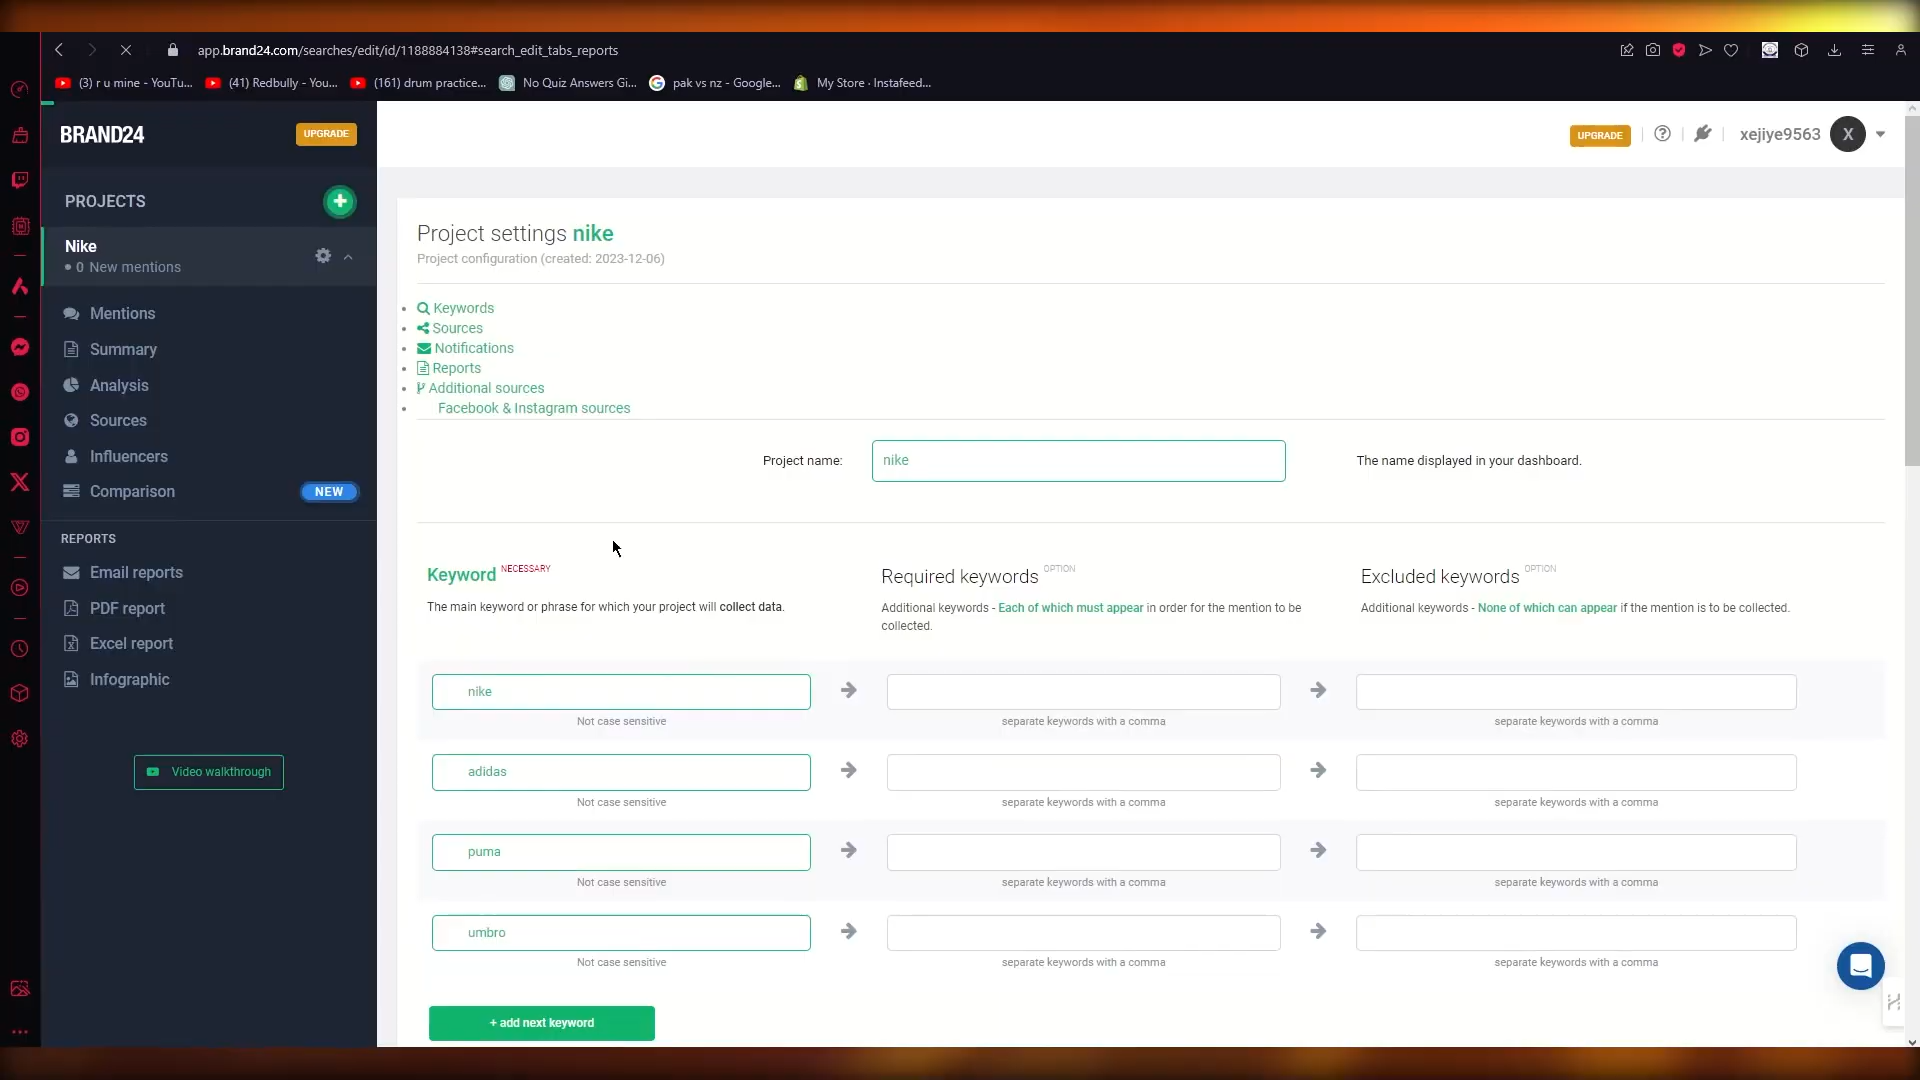 app.brand24.com/searches/edit/id/1188884138#search_edit_tabs_reports
(3) r u mine - YouTu...
(41) Redbully - You...
(161) drum practice...
No Quiz Answers Gi...
pak vs nz - Google...
My Store · Instafeed...
BRAND24
UPGRADE
UPGRADE
xejiye9563
X
PROJECTS
Nike
0 New mentions
Mentions
Summary
Analysis
Sources
Influencers
Comparison
NEW
REPORTS
Email reports
PDF report
Excel report
Infographic
Video walkthrough
Project settings nike
Project configuration (created: 2023-12-06)
Keywords
Sources
Notifications
Reports
Additional sources
Facebook & Instagram sources
Project name:
nike
The name displayed in your dashboard.
Keyword NECESSARY
The main keyword or phrase for which your project will collect data.
Required keywords OPTION
Additional keywords - Each of which must appear in order for the mention to be
collected.
Excluded keywords OPTION
Additional keywords - None of which can appear if the mention is to be collected.
nike
Not case sensitive
separate keywords with a comma
separate keywords with a comma
adidas
Not case sensitive
separate keywords with a comma
separate keywords with a comma
puma
Not case sensitive
separate keywords with a comma
separate keywords with a comma
umbro
Not case sensitive
separate keywords with a comma
separate keywords with a comma
+ add next keyword